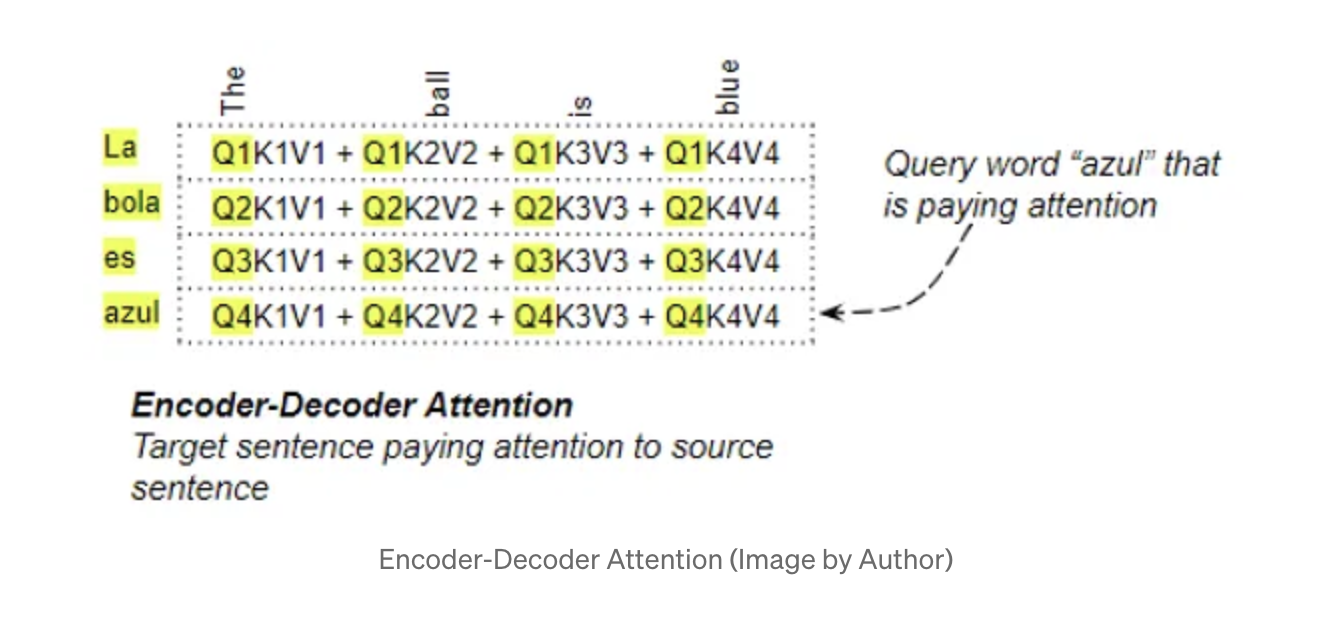 The ball is blue
La Q1K1V1 + Q1K2V2 + Q1K3V3 + Q1K4V4
bola Q2K1V1 + Q2K2V2 + Q2K3V3 + Q2K4V4
es Q3K1V1 + Q3K2V2 + Q3K3V3 + Q3K4V4
azul Q4K1V1 + Q4K2V2 + Q4K3V3 + Q4K4V4
Query word “azul” that
is paying attention
Encoder-Decoder Attention
Target sentence paying attention to source
sentence
Encoder-Decoder Attention (Image by Author)